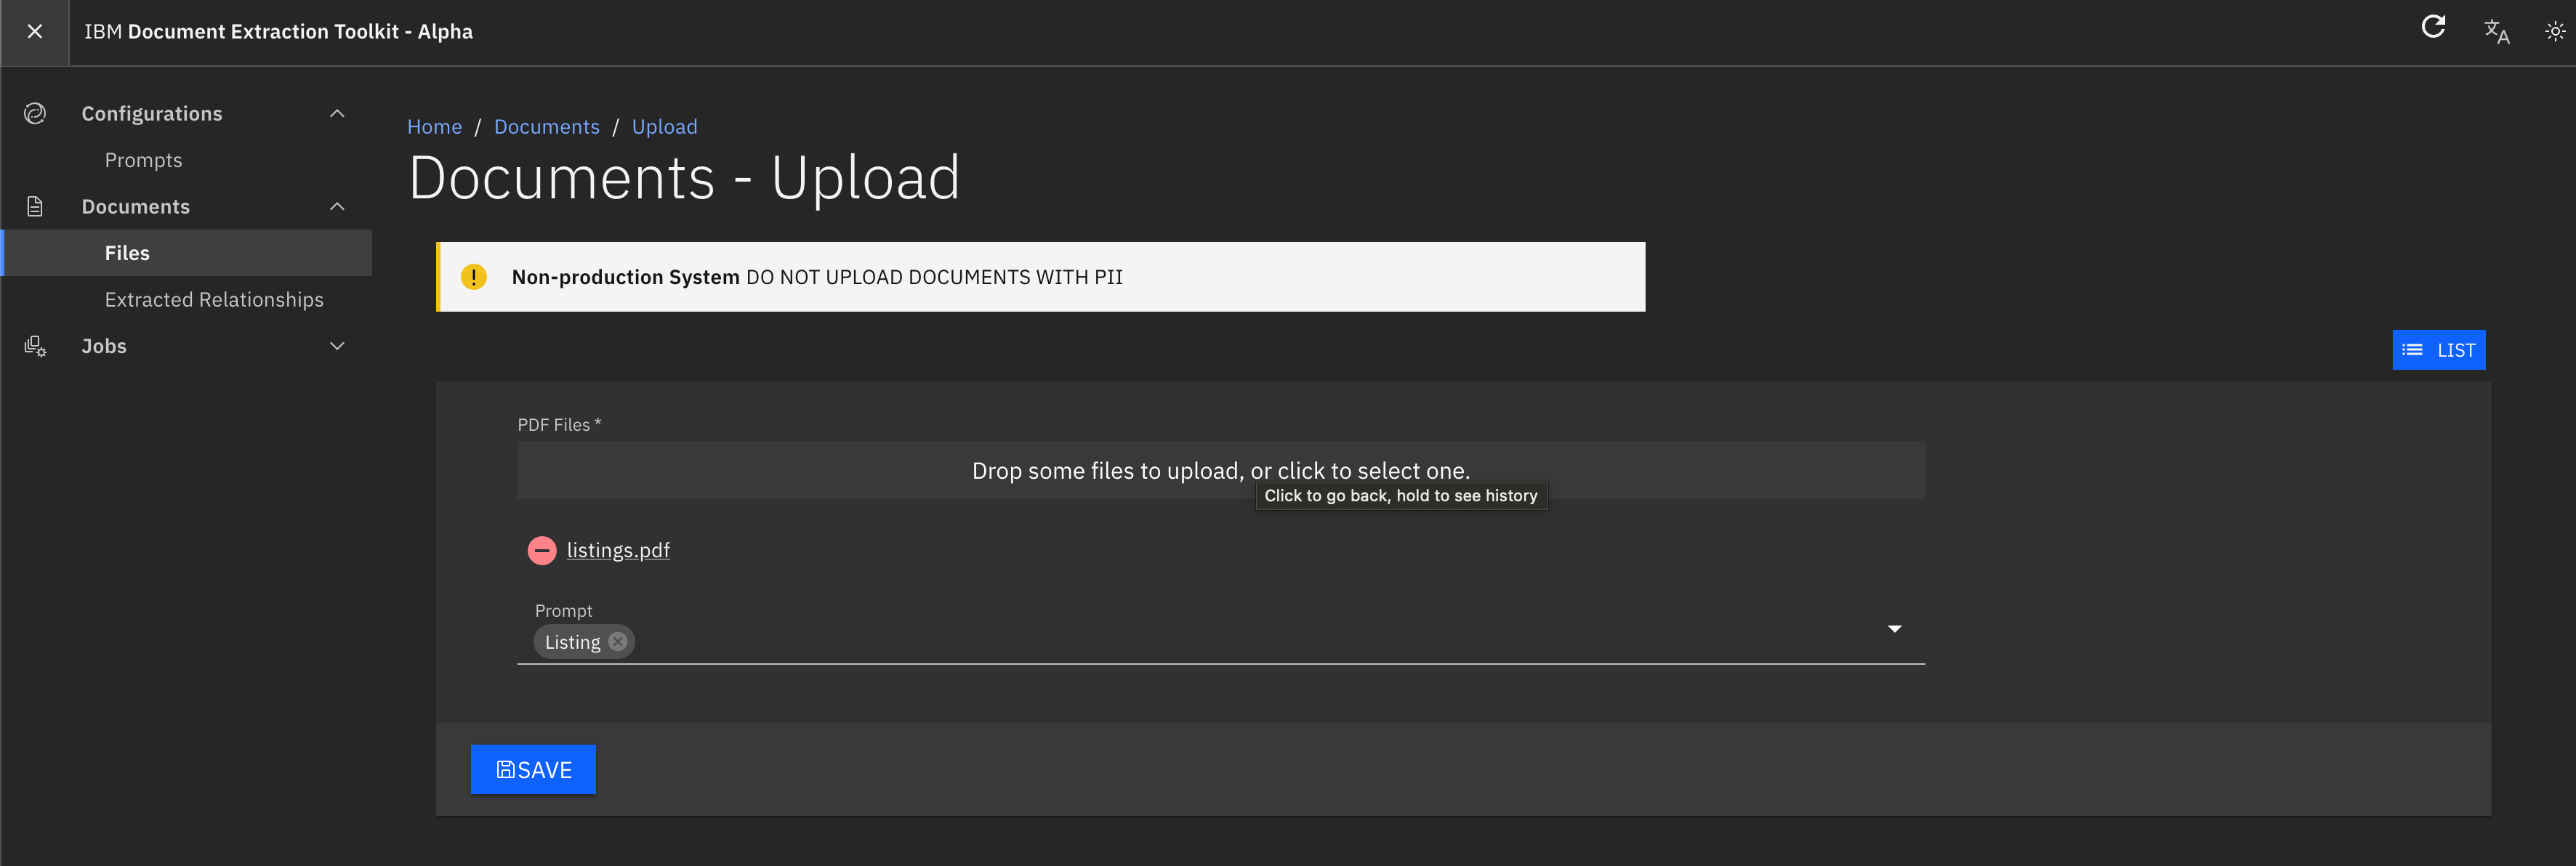 IBM Document Extraction Toolkit - Alpha
Configurations
Prompts
Documents
Files
Extracted Relationships
Jobs
Home / Documents / Upload
Documents - Upload
Non-production System DO NOT UPLOAD DOCUMENTS WITH PII
LIST
PDF Files *
Drop some files to upload, or click to select one.
Click to go back, hold to see history
listings.pdf
Prompt
Listing
SAVE